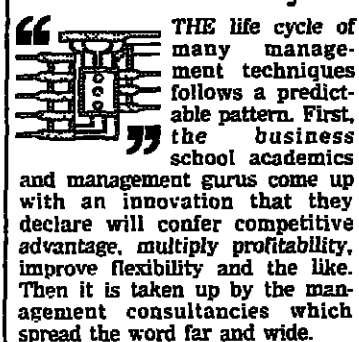 “
THE life cycle of
many manage-
ment techniques
follows a predict-
able pattern. First,
”
the business
school academics
and management gurus come up
with an innovation that they
declare will confer competitive
advantage, multiply profitability,
improve flexibility and the like.
Then it is taken up by the man-
agement consultancies which
spread the word far and wide.